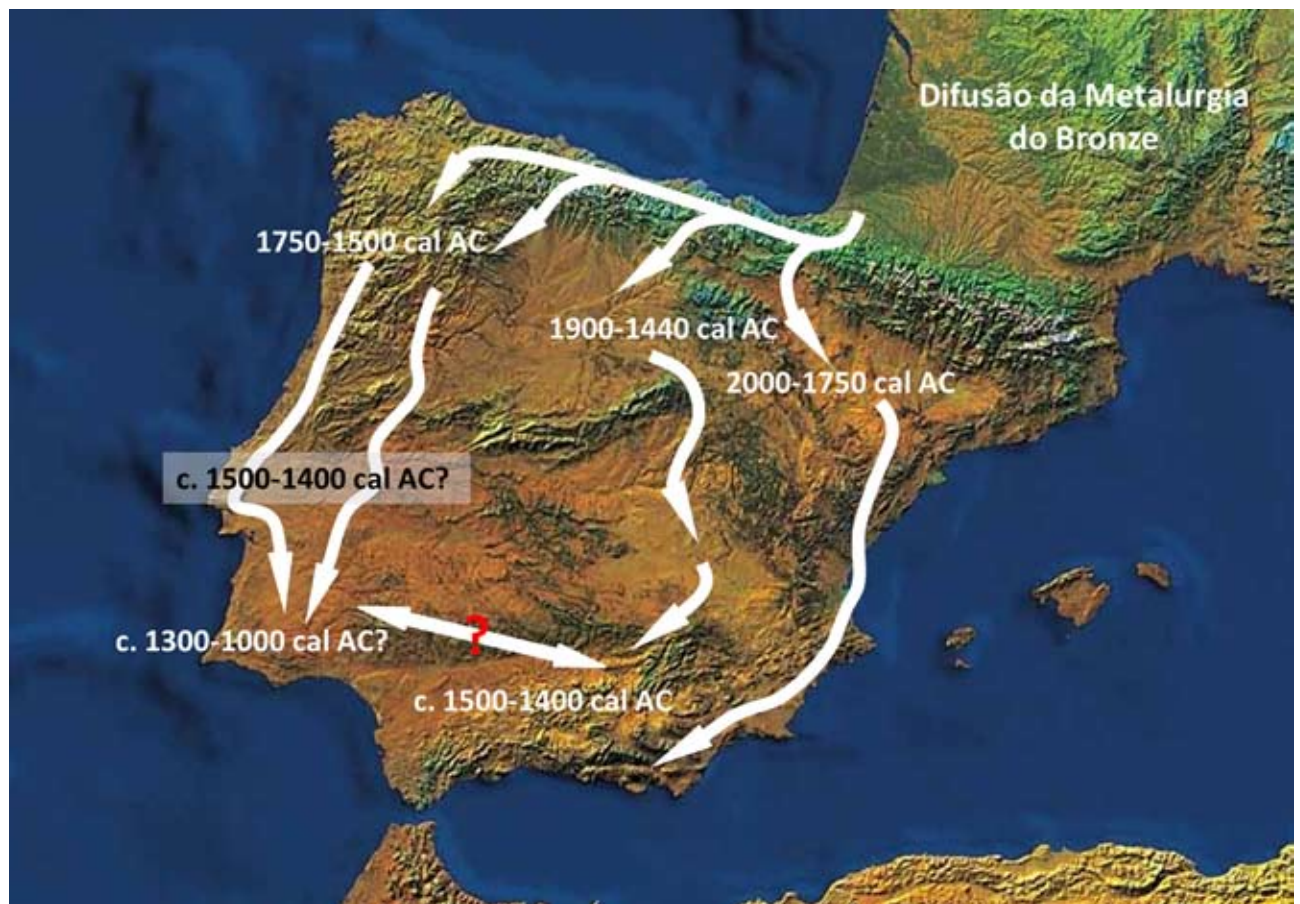 Difusão da Metalurgia
do Bronze
1750-1500 cal AC
1900-1440 cal AC
2000-1750 cal AC
c. 1500-1400 cal AC?
c. 1300-1000 cal AC?
?
c. 1500-1400 cal AC